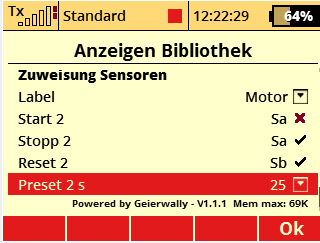 Tx Standard 12:22:29 64%
Anzeigen Bibliothek
Zuweisung Sensoren
Label Motor
Start 2 Sa
Stopp 2 Sa
Reset 2 Sb
Preset 2 s 25
Powered by Geierwally - V1.1.1 Mem max: 69K
Ok